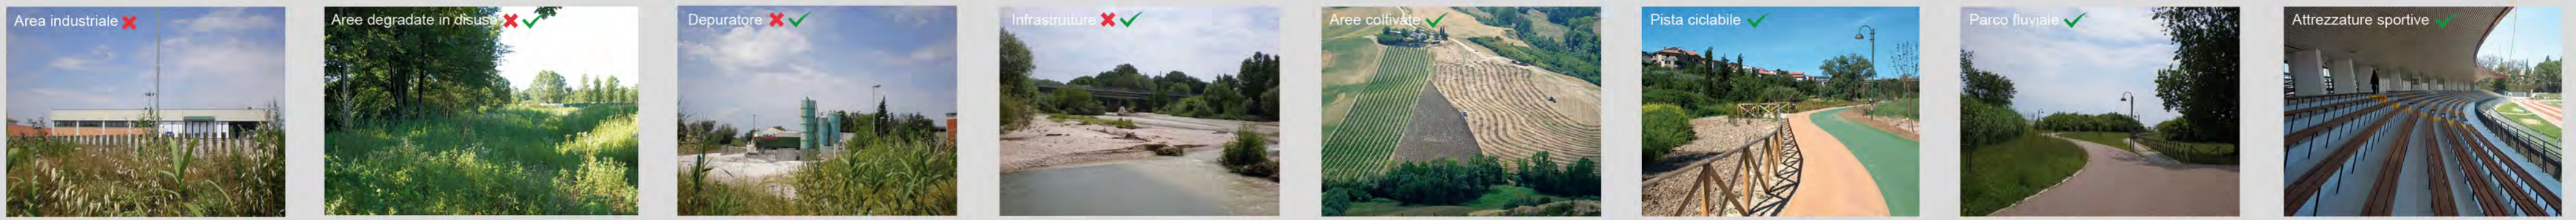 Area industriale
Aree degradate in disuso
Depuratore
Infrastrutture
Aree coltivate
Pista ciclabile
Parco fluviale
Attrezzature sportive